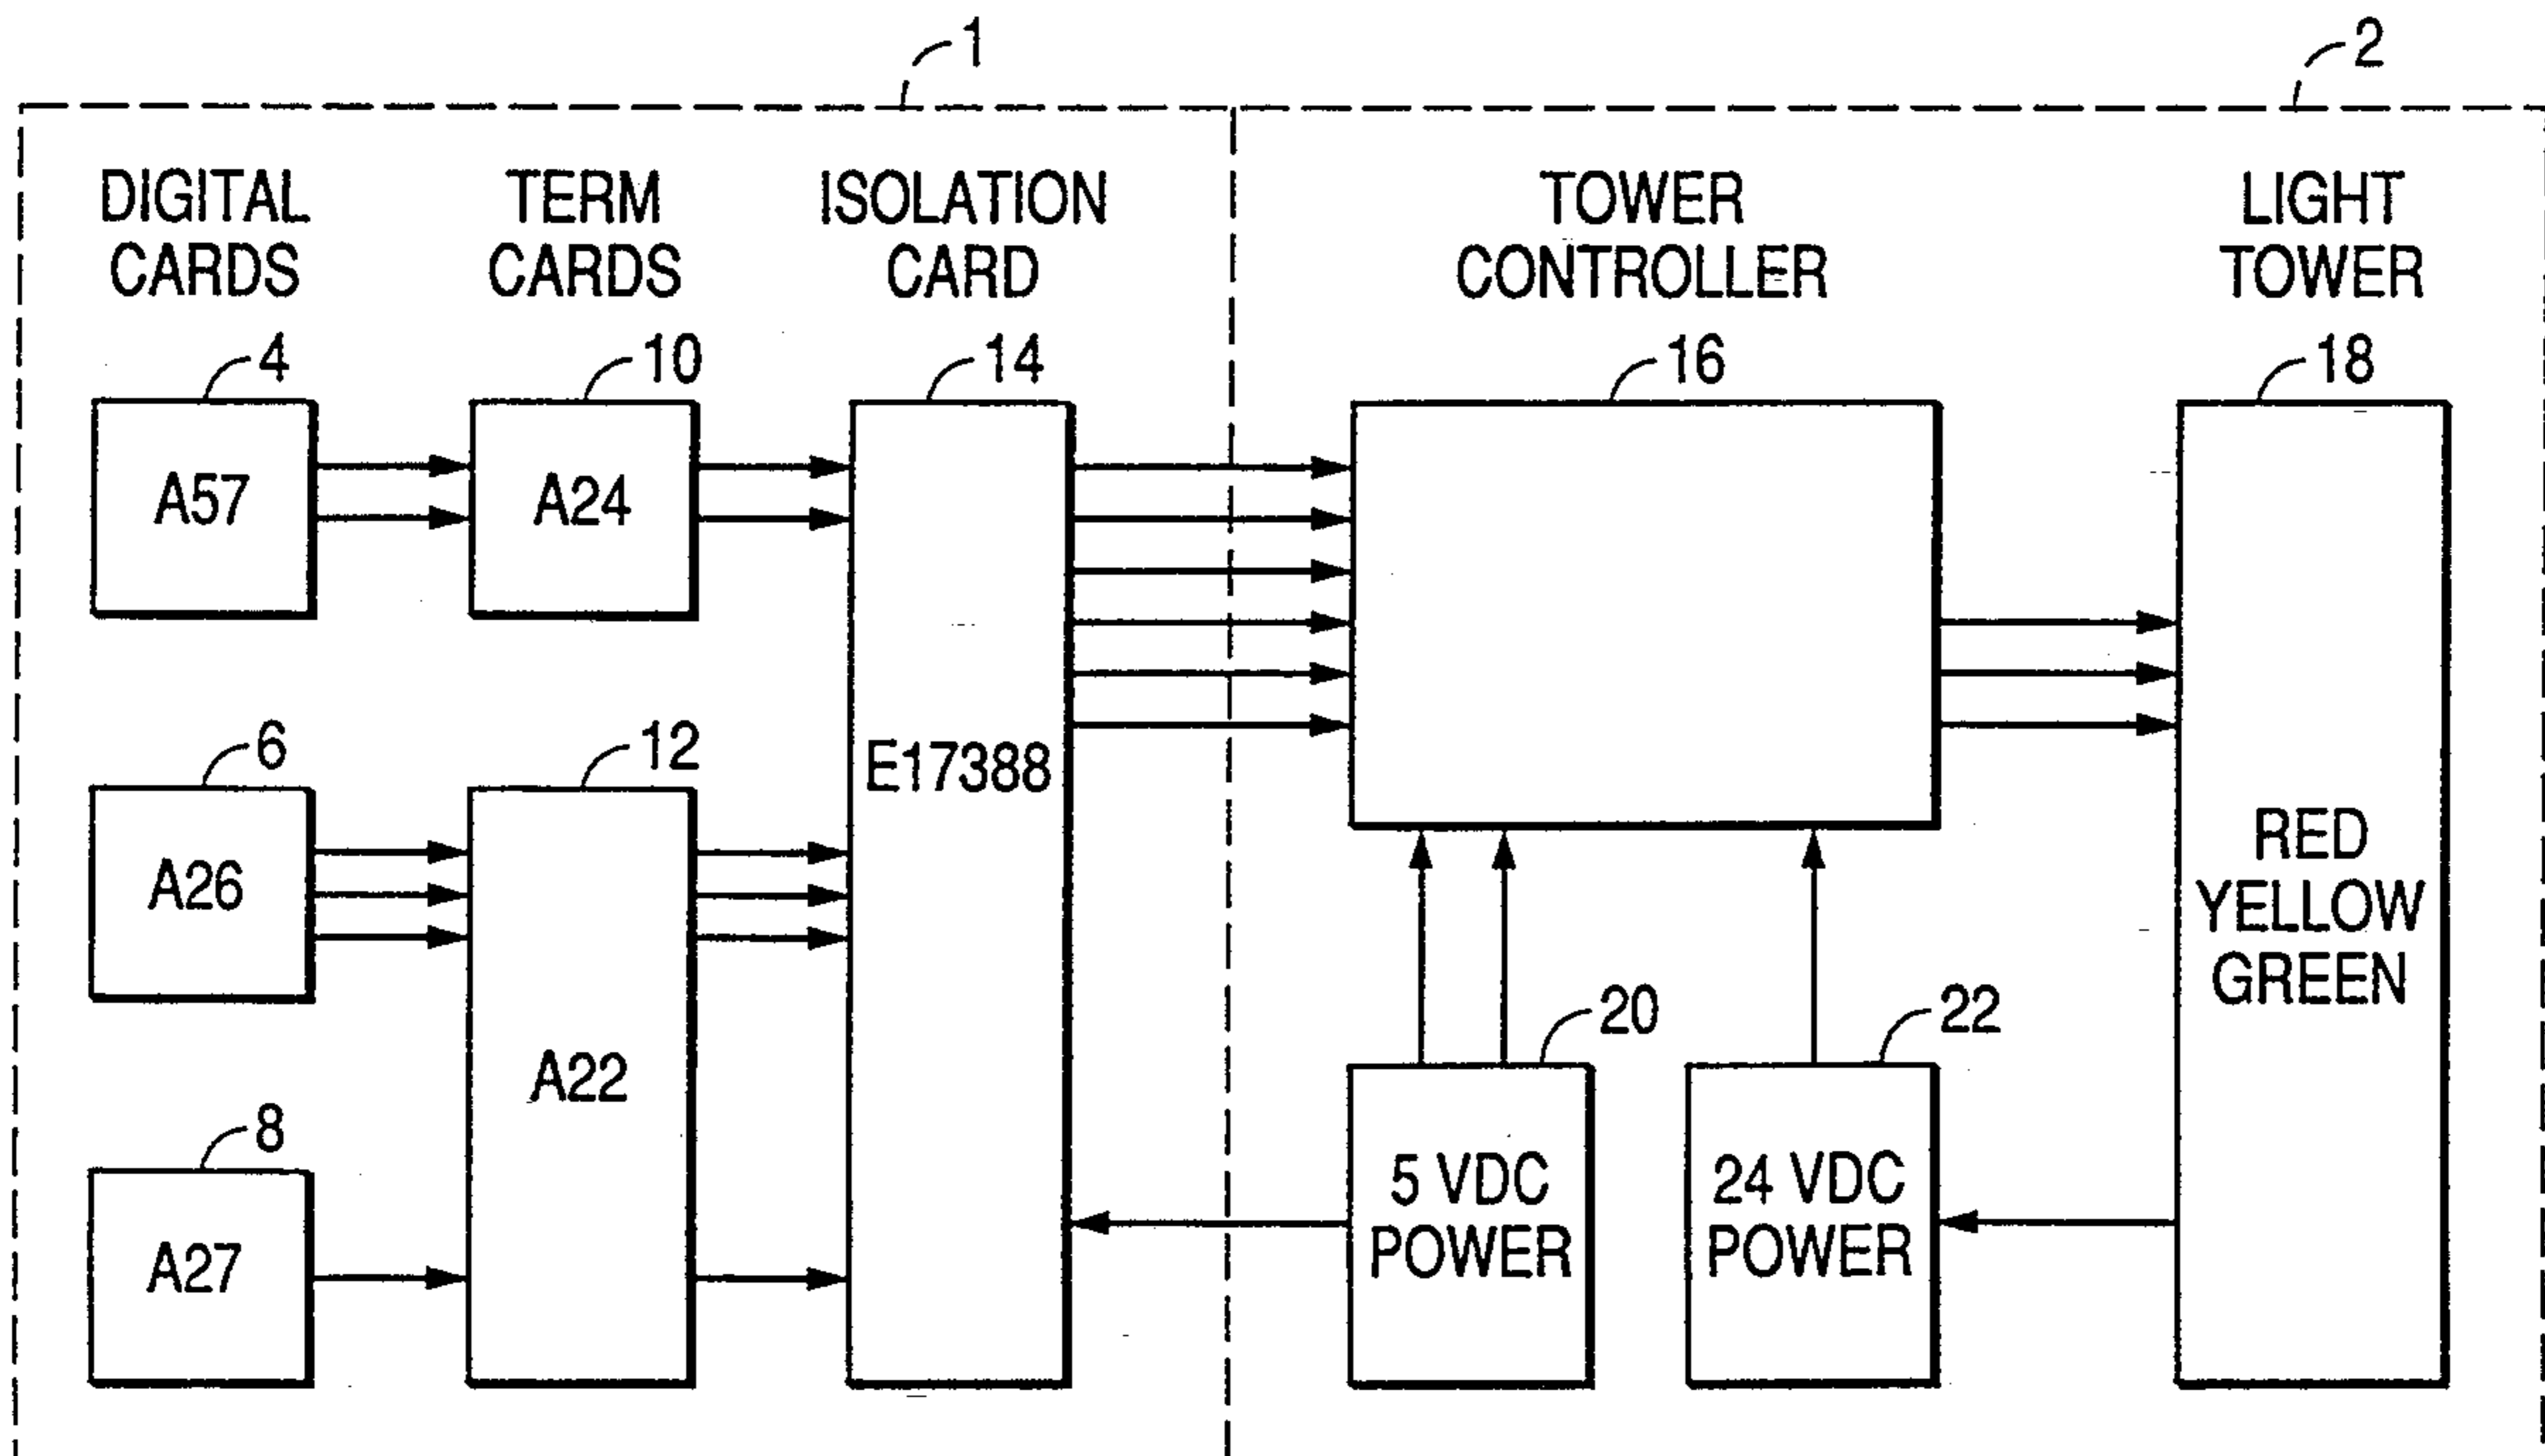 1
2
DIGITAL
CARDS
TERM
CARDS
ISOLATION
CARD
TOWER
CONTROLLER
LIGHT
TOWER
4
10
14
16
18
A57
A24
6
12
E17388
A26
RED
YELLOW
GREEN
20
22
A22
8
5 VDC
POWER
24 VDC
POWER
A27